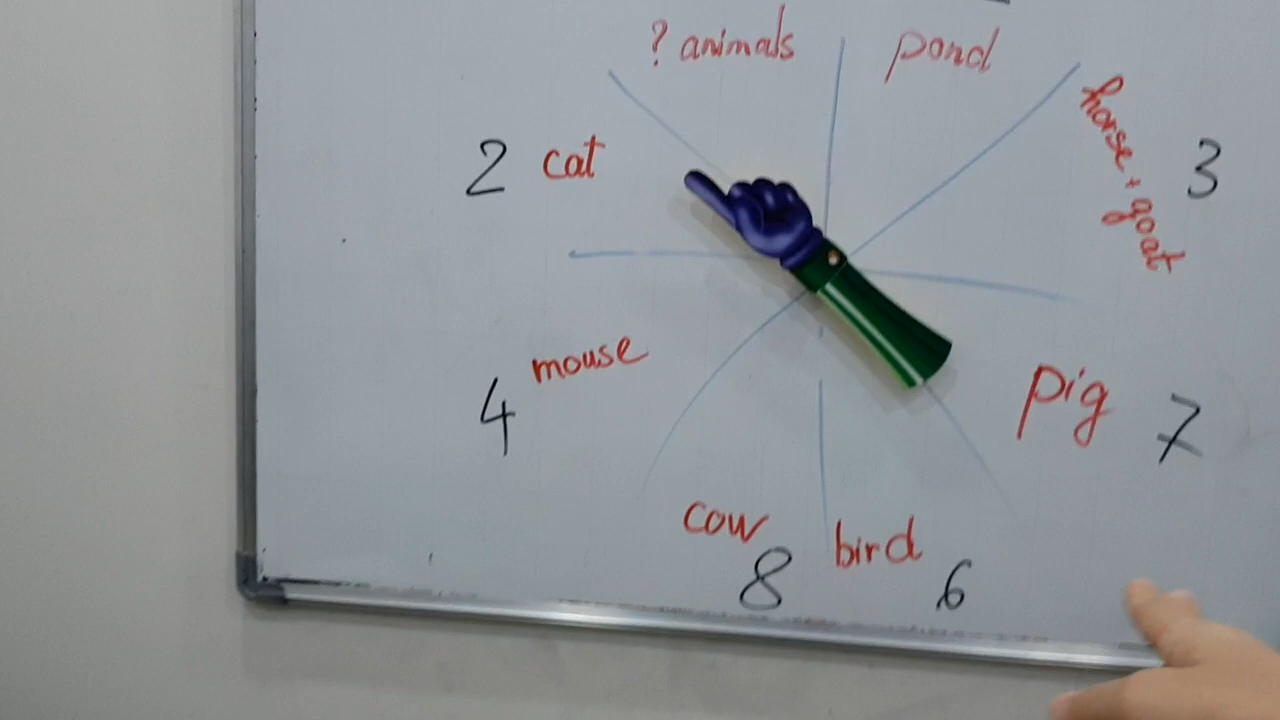 ? animals
pond
2 cat
horse + goat 3
4 mouse
pig 7
cow 8
bird 6